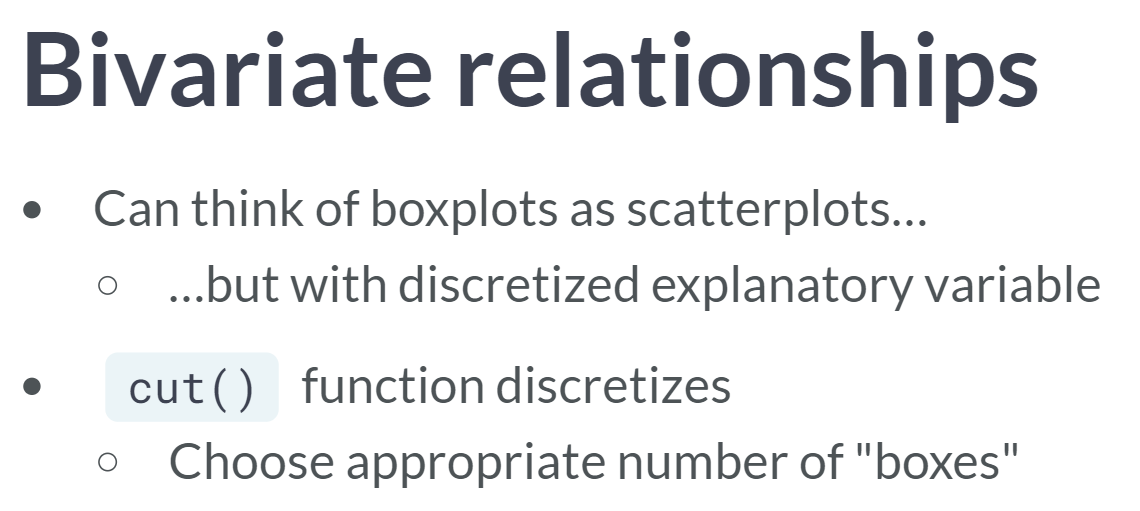 Bivariate relationships
• Can think of boxplots as scatterplots...
○ ...but with discretized explanatory variable
• cut() function discretizes
○ Choose appropriate number of "boxes"